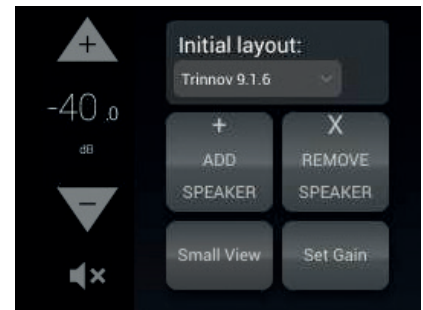 +
-40.0
dB
−
Initial layout:
Trinnov 9.1.6
+
ADD
SPEAKER
X
REMOVE
SPEAKER
Small View
Set Gain